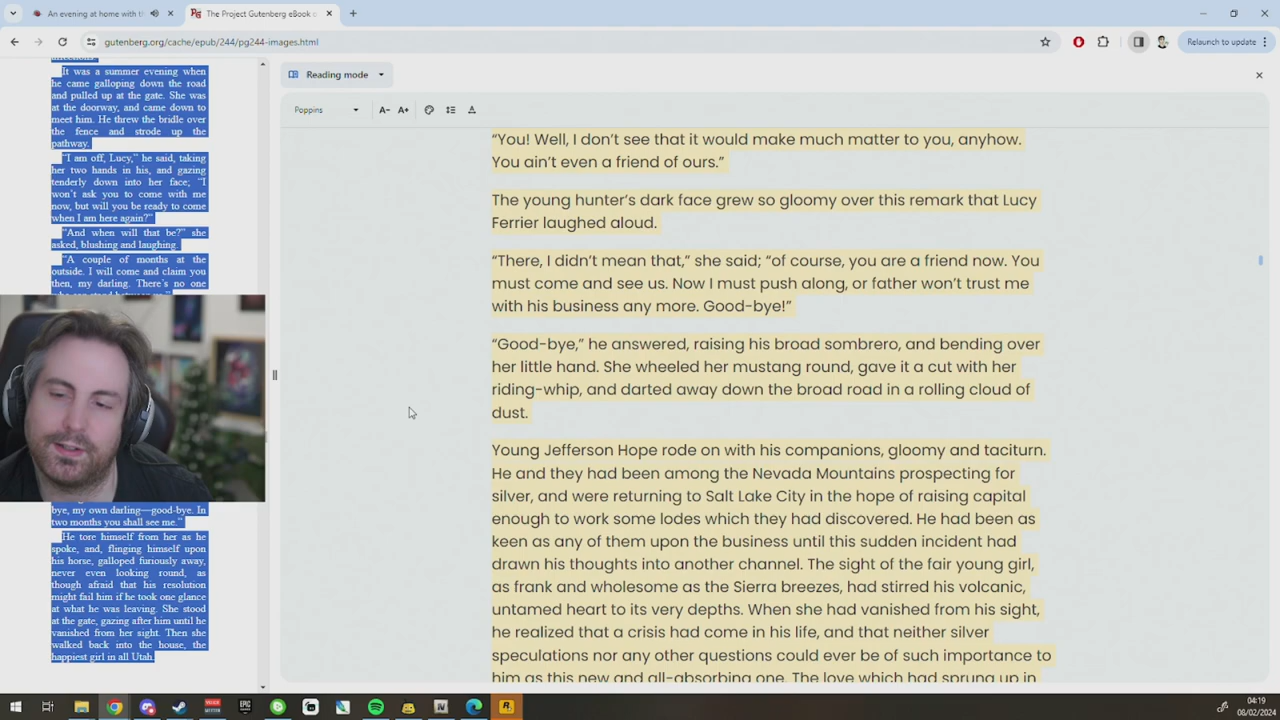 An evening at home with th
The Project Gutenberg eBook o
gutenberg.org/cache/epub/244/pg244-images.html
Relaunch to update
affections.
It was a summer evening when
he came galloping down the road
and pulled up at the gate. She was
at the doorway, and came down to
meet him. He threw the bridle over
the fence and strode up the
pathway.
“I am off, Lucy,” he said, taking
her two hands in his, and gazing
tenderly down into her face; “I
won’t ask you to come with me
now, but will you be ready to come
when I am here again?”
“And when will that be?” she
asked, blushing and laughing.
“A couple of months at the
outside. I will come and claim you
then, my darling. There’s no one
who can stand between us.”
bye, my own darling—good-bye. In
two months you shall see me.”
He tore himself from her as he
spoke, and, flinging himself upon
his horse, galloped furiously away,
never even looking round, as
though afraid that his resolution
might fail him if he took one glance
at what he was leaving. She stood
at the gate, gazing after him until he
vanished from her sight. Then she
walked back into the house, the
happiest girl in all Utah.
Reading mode
Poppins
A-
A+
“You! Well, I don’t see that it would make much matter to you, anyhow.
You ain’t even a friend of ours.”
The young hunter’s dark face grew so gloomy over this remark that Lucy
Ferrier laughed aloud.
“There, I didn’t mean that,” she said; “of course, you are a friend now. You
must come and see us. Now I must push along, or father won’t trust me
with his business any more. Good-bye!”
“Good-bye,” he answered, raising his broad sombrero, and bending over
her little hand. She wheeled her mustang round, gave it a cut with her
riding-whip, and darted away down the broad road in a rolling cloud of
dust.
Young Jefferson Hope rode on with his companions, gloomy and taciturn.
He and they had been among the Nevada Mountains prospecting for
silver, and were returning to Salt Lake City in the hope of raising capital
enough to work some lodes which they had discovered. He had been as
keen as any of them upon the business until this sudden incident had
drawn his thoughts into another channel. The sight of the fair young girl,
as frank and wholesome as the Sierra breezes, had stirred his volcanic,
untamed heart to its very depths. When she had vanished from his sight,
he realized that a crisis had come in his life, and that neither silver
speculations nor any other questions could ever be of such importance to
him as this new and all-absorbing one. The love which had sprung up in
04:19
08/02/2024